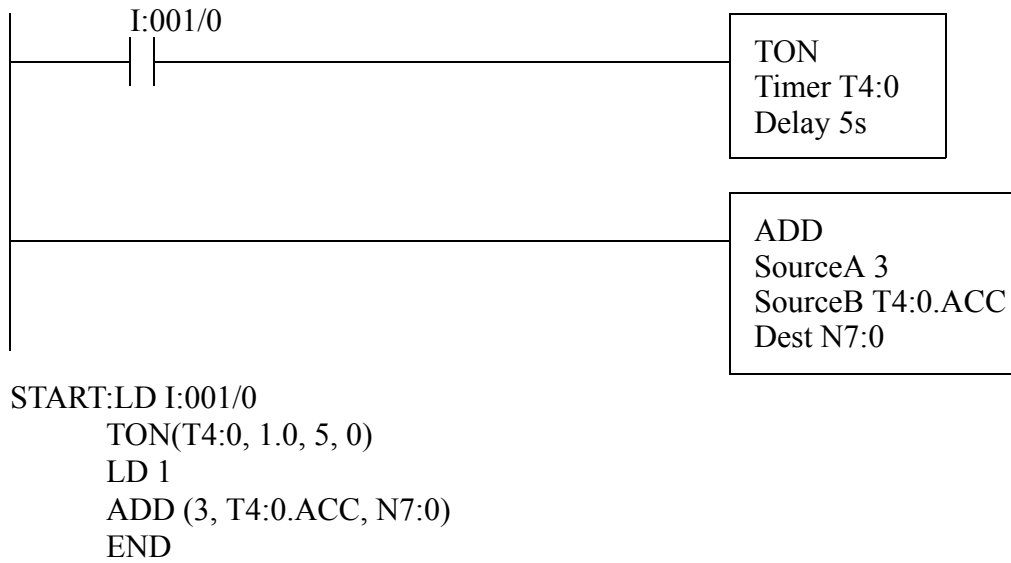 I:001/0
TON
Timer T4:0
Delay 5s
ADD
SourceA 3
SourceB T4:0.ACC
Dest N7:0
START:LD I:001/0
TON(T4:0, 1.0, 5, 0)
LD 1
ADD (3, T4:0.ACC, N7:0)
END